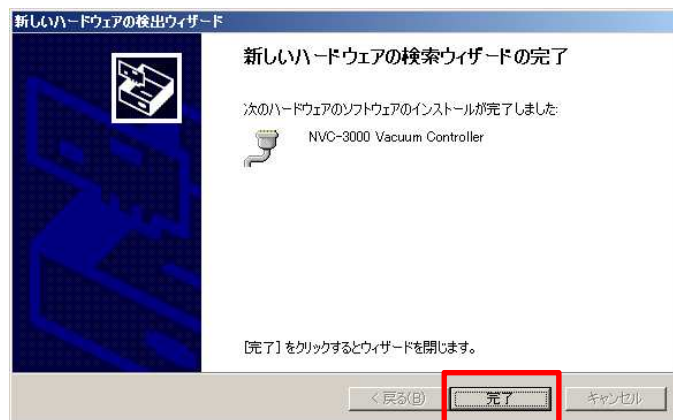 新しいハードウェアの検出ウィザード
新しいハードウェアの検索ウィザードの完了
次のハードウェアのソフトウェアのインストールが完了しました:
NVC-3000 Vacuum Controller
[完了] をクリックするとウィザードを閉じます。
< 戻る(B) 完了 キャンセル